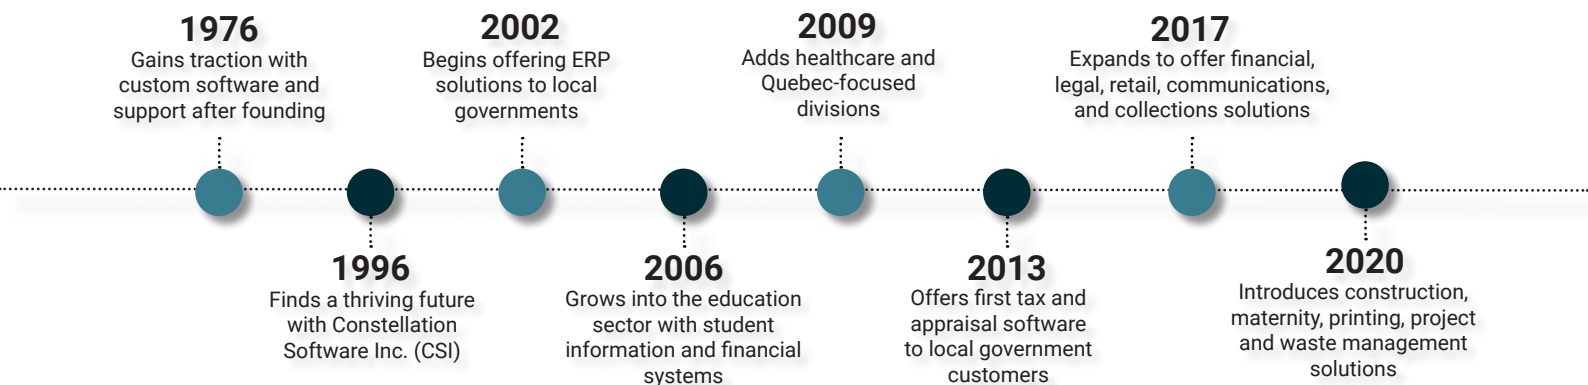 1976
Gains traction with
custom software and
support after founding
1996
Finds a thriving future
with Constellation
Software Inc. (CSI)
2002
Begins offering ERP
solutions to local
governments
2006
Grows into the education
sector with student
information and financial
systems
2009
Adds healthcare and
Quebec-focused
divisions
2013
Offers first tax and
appraisal software
to local government
customers
2017
Expands to offer financial,
legal, retail, communications,
and collections solutions
2020
Introduces construction,
maternity, printing, project
and waste management
solutions